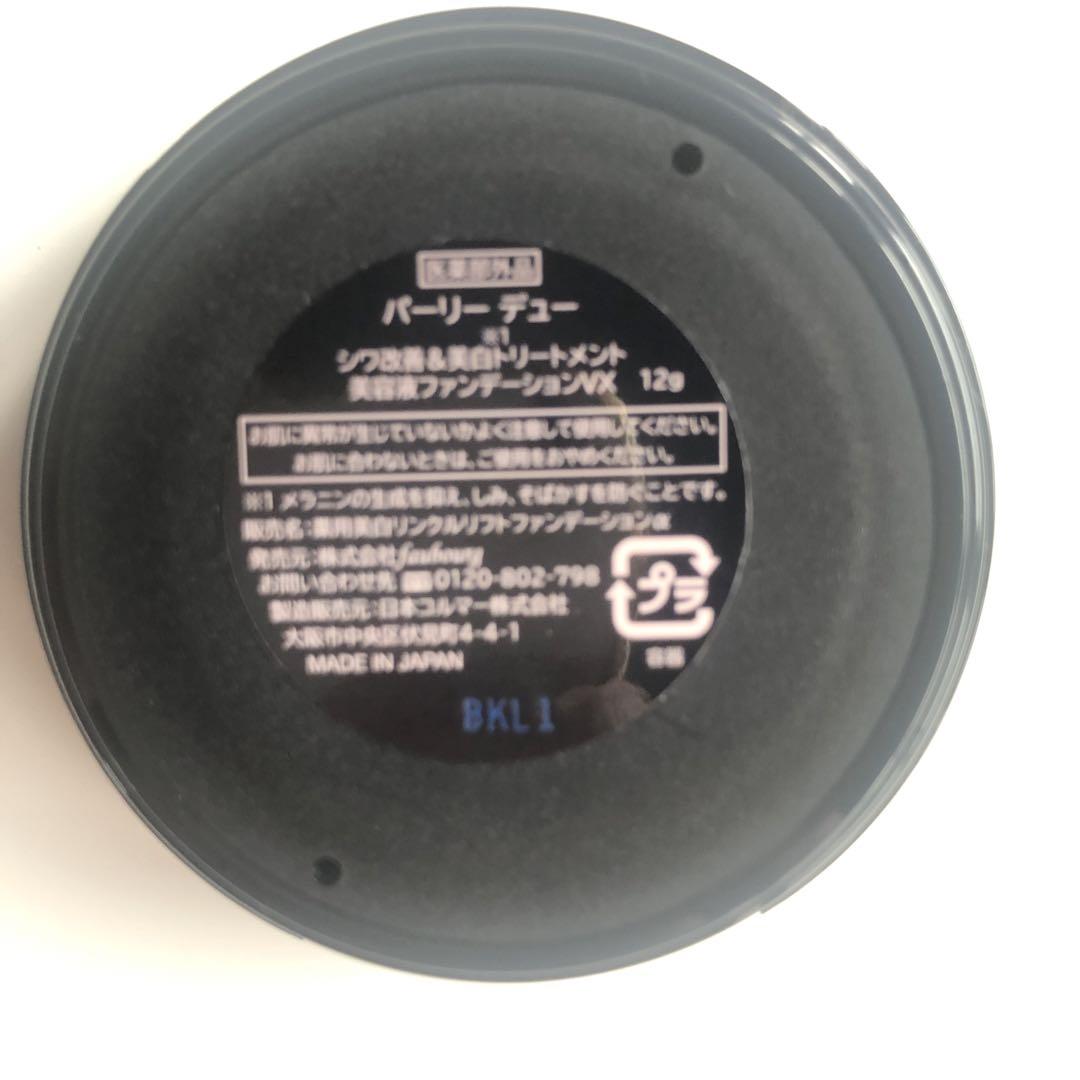 医薬部外品
パーリー デュー
※1
シワ改善&美白トリートメント
美容液ファンデーションVX 12g
お肌に異常が生じていないかよく注意して使用してください。
お肌に合わないときは、ご使用をおやめください。
※1 メラニンの生成を抑え、しみ、そばかすを防ぐことです。
販売名:薬用美白リンクルリフトファンデーションα
発売元:株式会社
お問い合わせ先 0120-802-798
製造販売元:日本コルマー株式会社
大阪市中央区伏見町4-4-1
MADE IN JAPAN
プラ
容器
BKL1